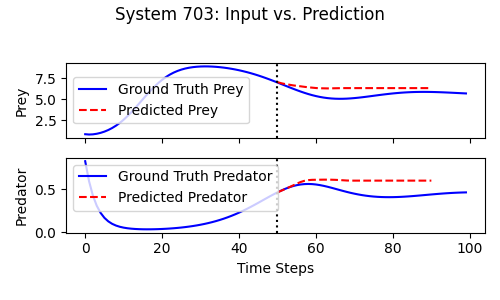 System 703: Input vs. Prediction
Prey
7.5
5.0
2.5
Ground Truth Prey
Predicted Prey
Predator
0.5
0.0
Ground Truth Predator
Predicted Predator
0 20 40 60 80 100
Time Steps